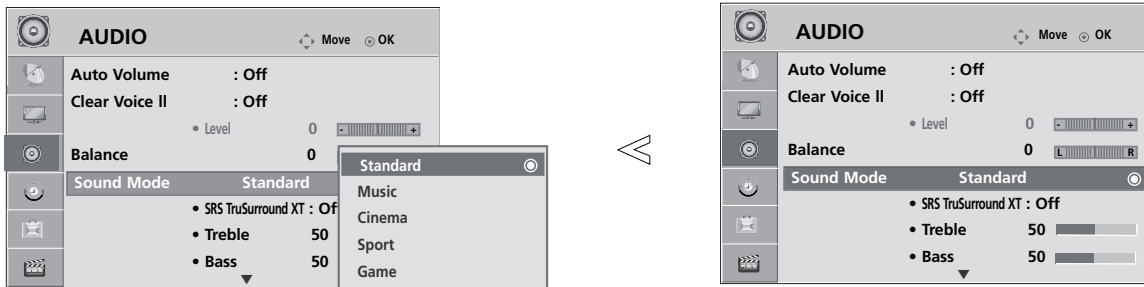 AUDIO Move OK
Auto Volume : Off
Clear Voice ll : Off
• Level 0 - +
Balance 0
Sound Mode Standard
• SRS TruSurround XT : Of
• Treble 50
• Bass 50
Standard
Music
Cinema
Sport
Game
AUDIO Move OK
Auto Volume : Off
Clear Voice ll : Off
• Level 0 - +
Balance 0 L R
Sound Mode Standard
• SRS TruSurround XT : Off
• Treble 50
• Bass 50